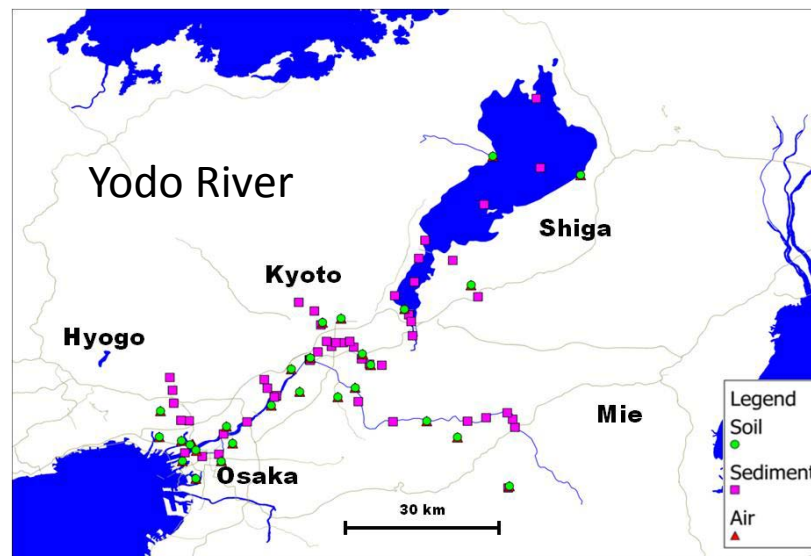 Yodo River
Shiga
Kyoto
Hyogo
Mie
Osaka
30 km
Legend
Soil
Sediment
Air